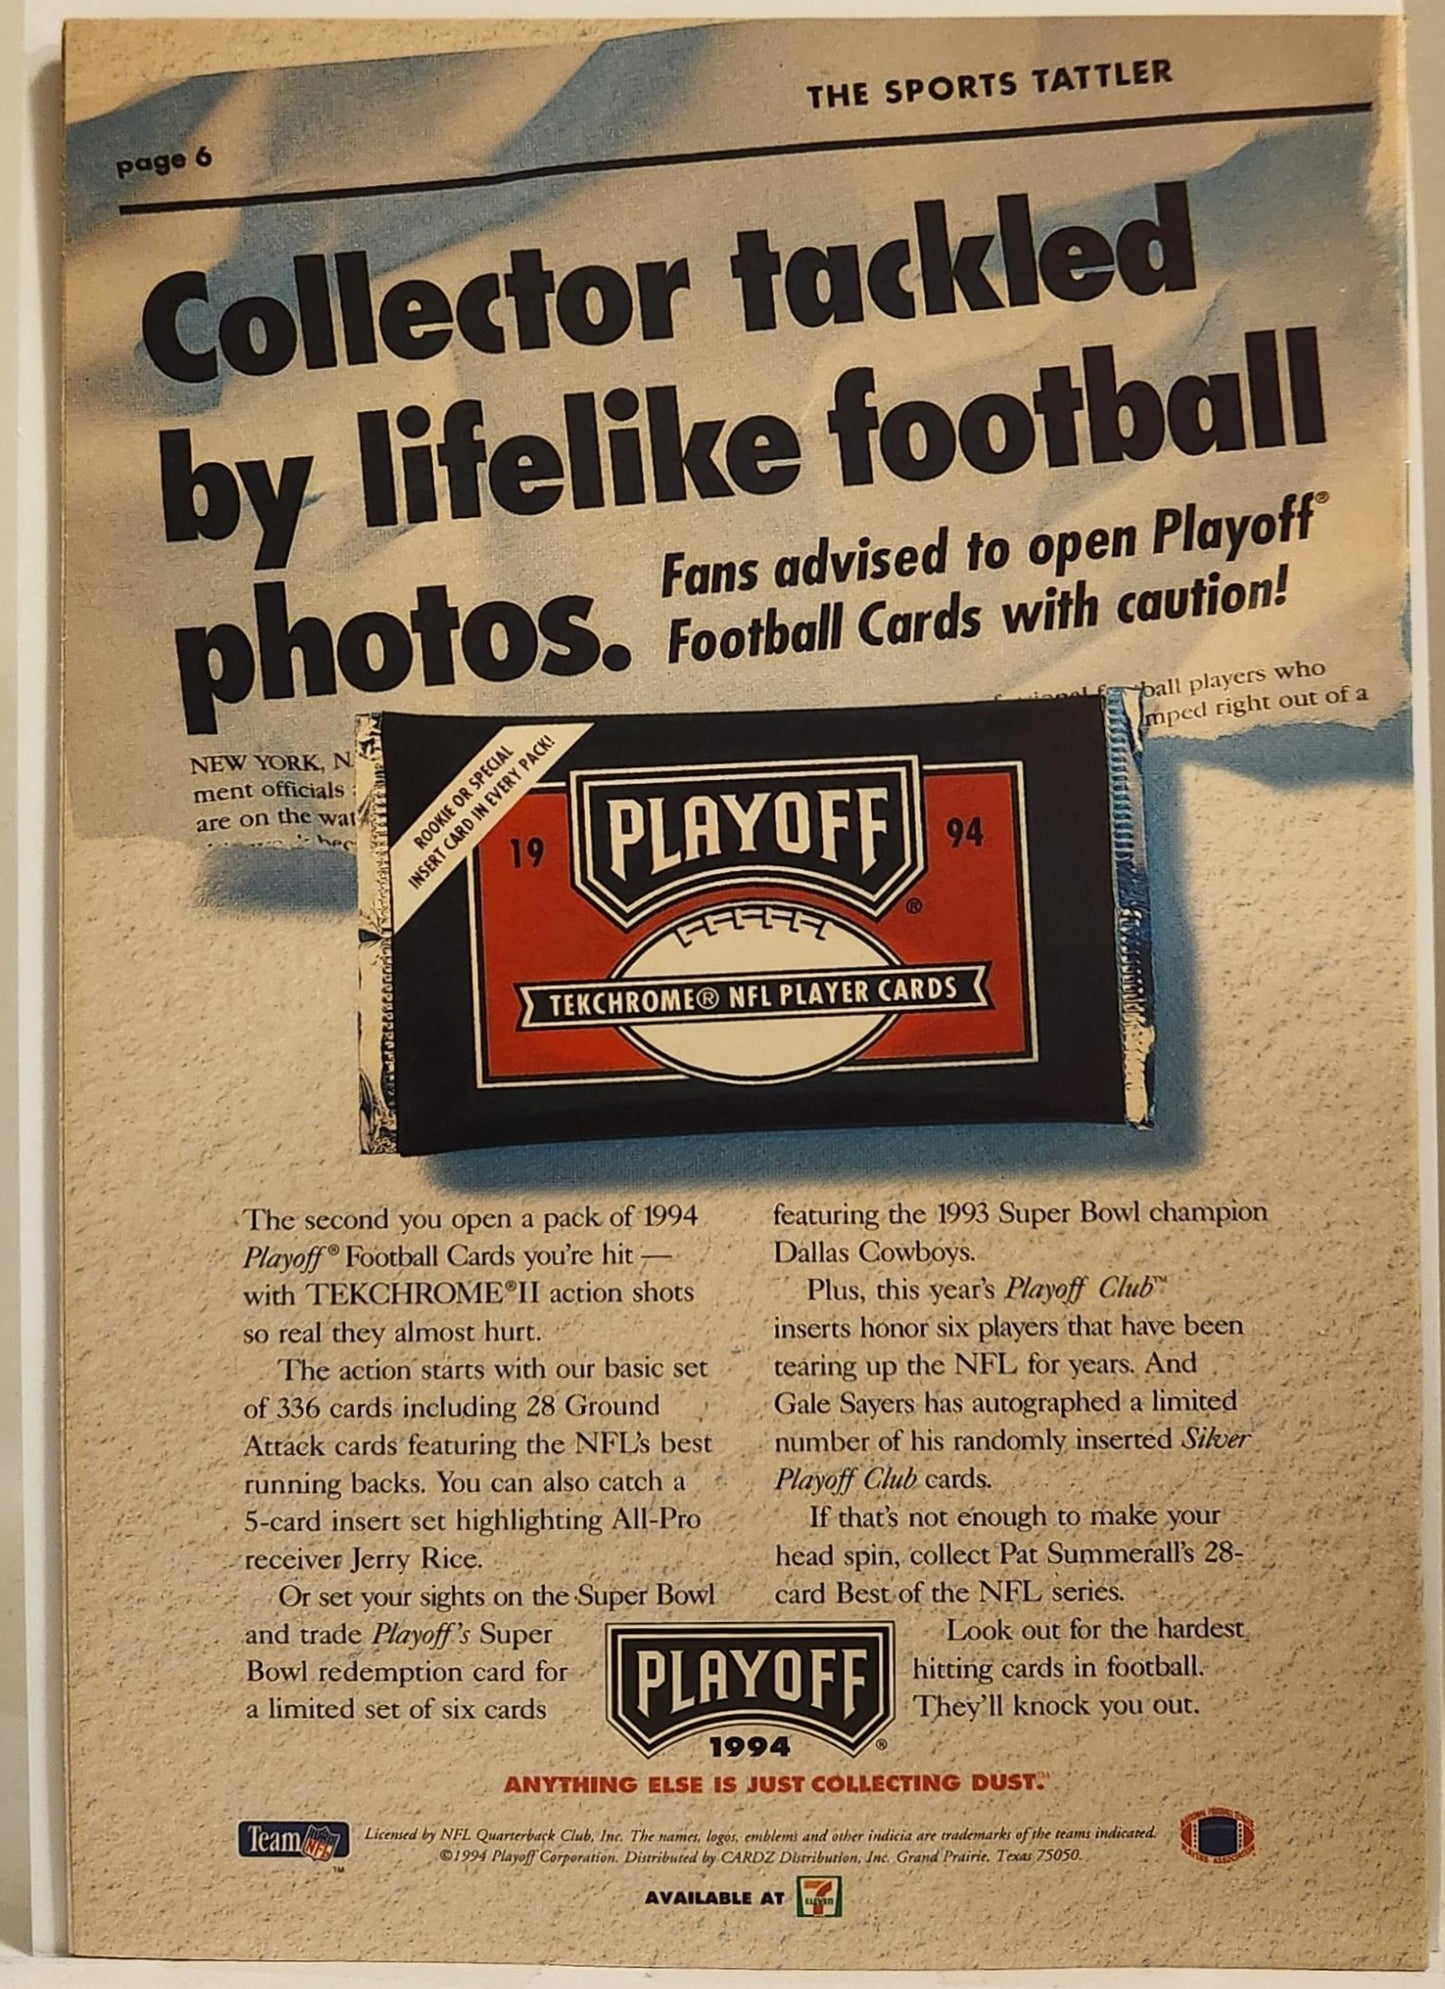 THE SPORTS TATTLER
page 6
Collector tackled
by lifelike football
photos.
Fans advised to open Playoff®
Football Cards with caution!
NEW YORK, N
ment officials
are on the wat
ball players who
mped right out of a
ROOKIE OR SPECIAL
INSERT CARD IN EVERY PACK!
19 PLAYOFF® 94
TEKCHROME® NFL PLAYER CARDS
The second you open a pack of 1994
Playoff® Football Cards you're hit —
with TEKCHROME®II action shots
so real they almost hurt.
The action starts with our basic set
of 336 cards including 28 Ground
Attack cards featuring the NFL's best
running backs. You can also catch a
5-card insert set highlighting All-Pro
receiver Jerry Rice.
Or set your sights on the Super Bowl
and trade Playoff's Super
Bowl redemption card for
a limited set of six cards
featuring the 1993 Super Bowl champion
Dallas Cowboys.
Plus, this year's Playoff Club™
inserts honor six players that have been
tearing up the NFL for years. And
Gale Sayers has autographed a limited
number of his randomly inserted Silver
Playoff Club cards.
If that's not enough to make your
head spin, collect Pat Summerall's 28-
card Best of the NFL series.
Look out for the hardest
hitting cards in football.
They'll knock you out.
PLAYOFF
1994 ®
ANYTHING ELSE IS JUST COLLECTING DUST.™
Team NFL ™
Licensed by NFL Quarterback Club, Inc. The names, logos, emblems and other indicia are trademarks of the teams indicated.
©1994 Playoff Corporation. Distributed by CARDZ Distribution, Inc. Grand Prairie, Texas 75050.
NATIONAL FOOTBALL LEAGUE
PLAYERS ASSOCIATION
AVAILABLE AT 7 ELEVEN